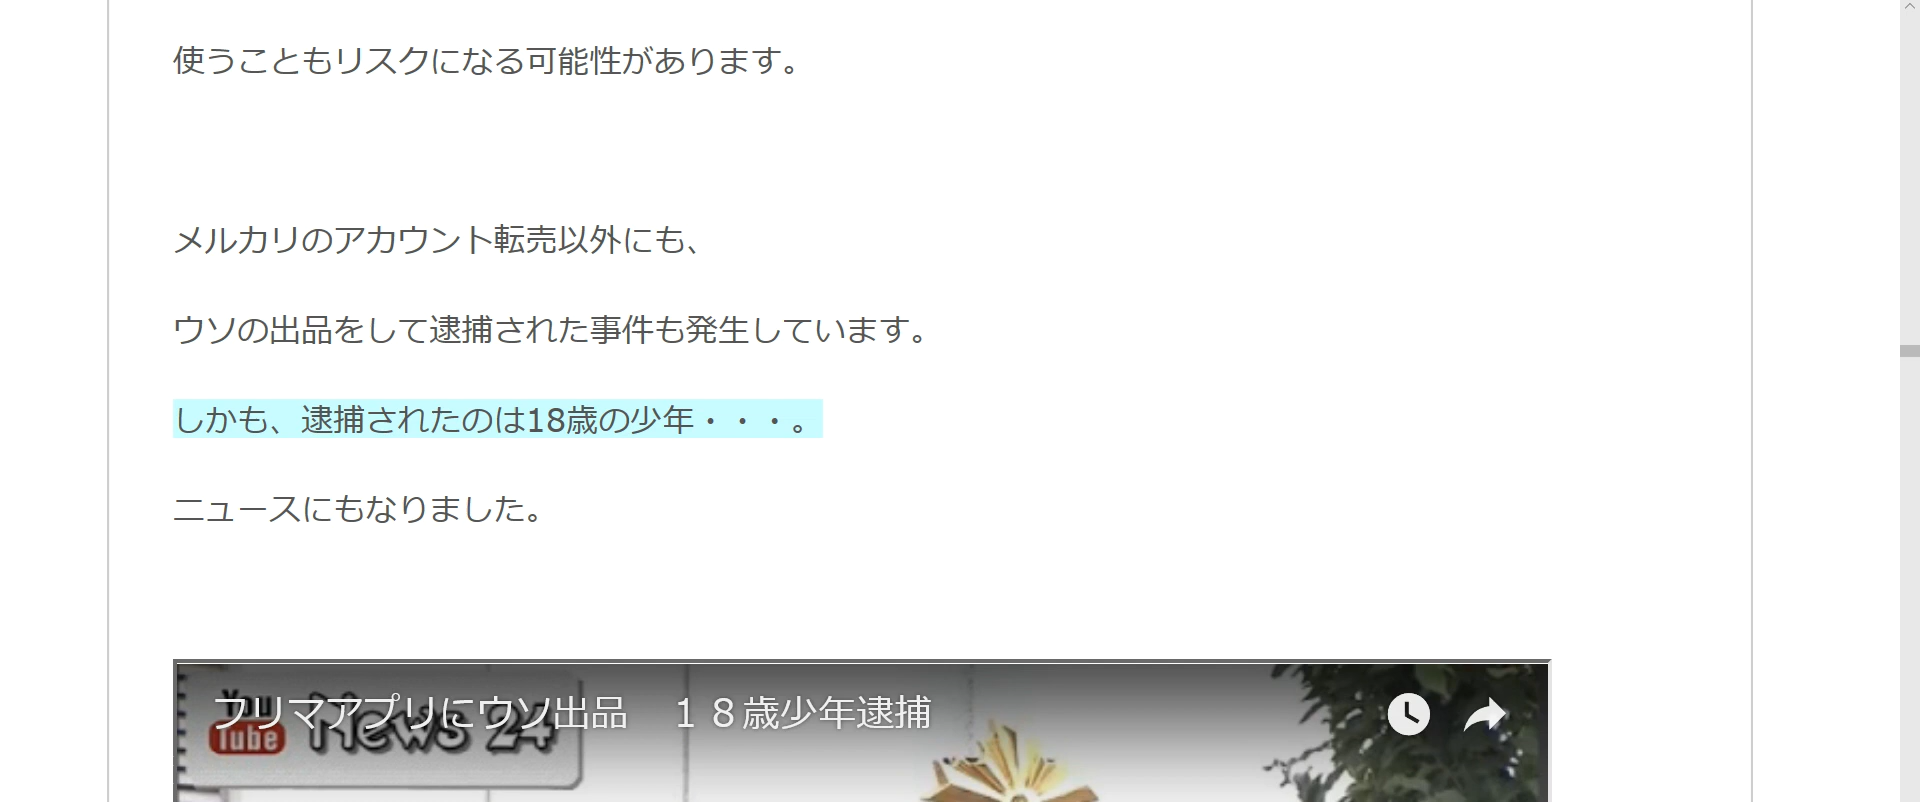 使うこともリスクになる可能性があります。
メルカリのアカウント転売以外にも、
ウソの出品をして逮捕された事件も発生しています。
しかも、逮捕されたのは18歳の少年・・・。
ニュースにもなりました。
フリマアプリにウソ出品　１８歳少年逮捕
You Tube News 24